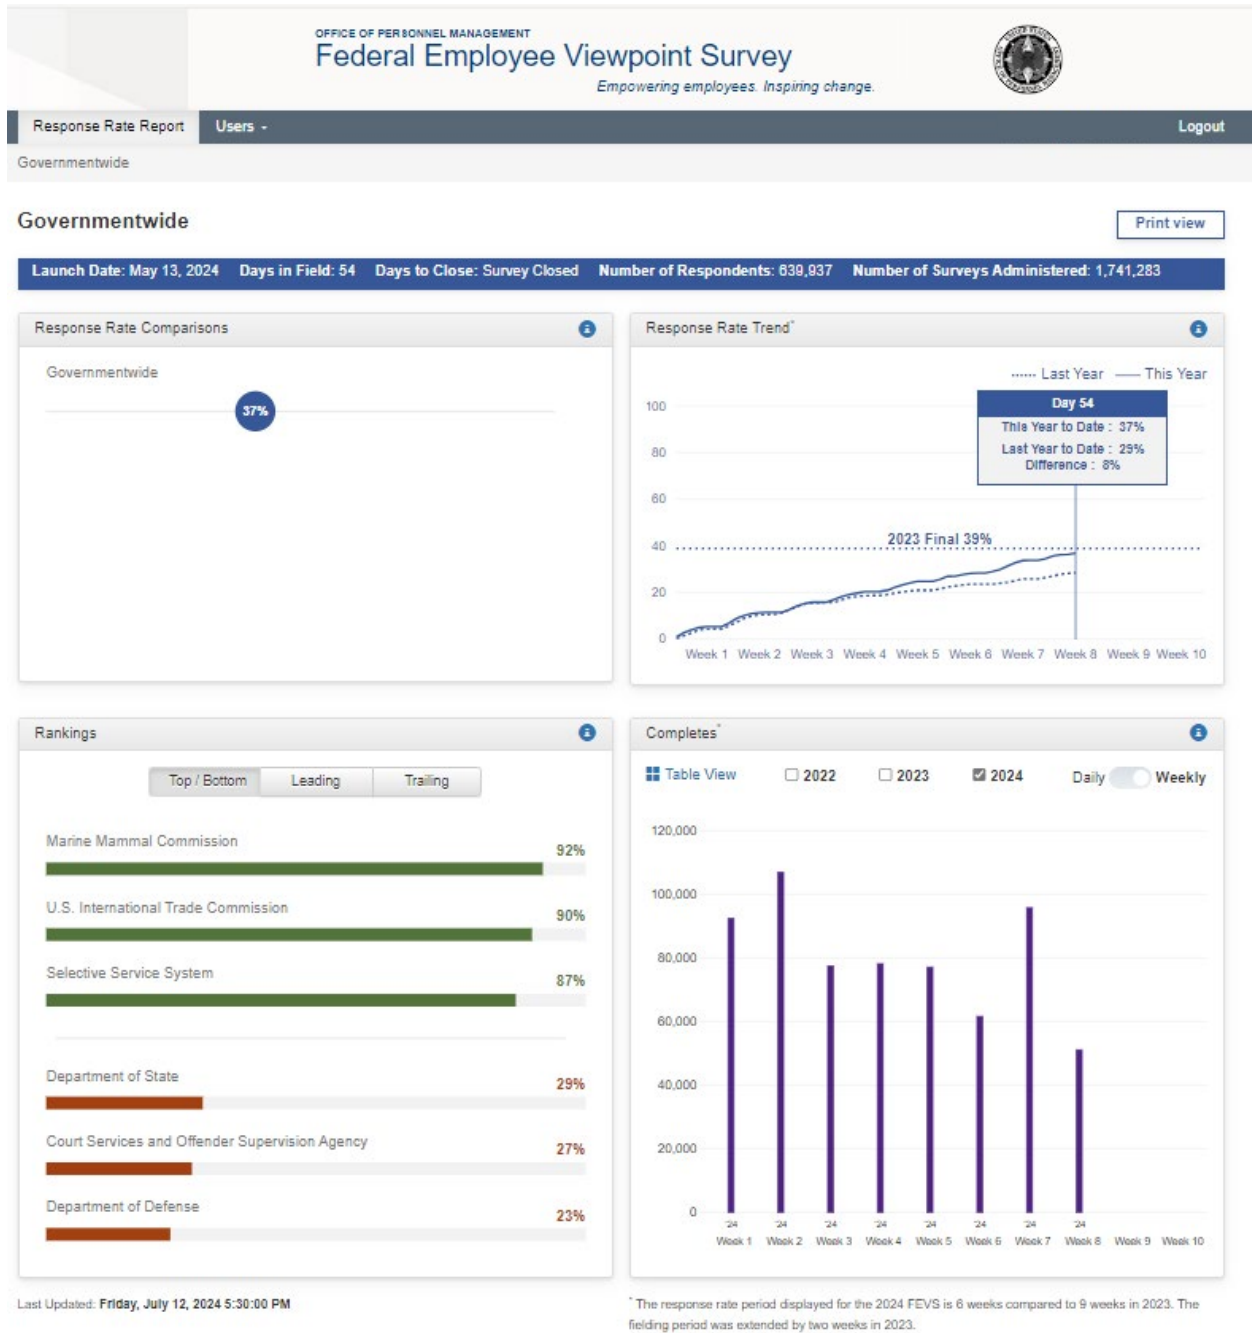 OFFICE OF PERSONNEL MANAGEMENT
Federal Employee Viewpoint Survey
Empowering employees. Inspiring change.
Response Rate Report Users Logout
Governmentwide
Governmentwide
Print view
Launch Date: May 13, 2024 Days in Field: 54 Days to Close: Survey Closed Number of Respondents: 639,937 Number of Surveys Administered: 1,741,283
Response Rate Comparisons
Governmentwide
37%
Response Rate Trend*
Last Year This Year
Day 54
This Year to Date : 37%
Last Year to Date : 29%
Difference : 8%
100
80
60
40
20
0
2023 Final 39%
Week 1 Week 2 Week 3 Week 4 Week 5 Week 6 Week 7 Week 8 Week 9 Week 10
Rankings
Top / Bottom Leading Trailing
Marine Mammal Commission 92%
U.S. International Trade Commission 90%
Selective Service System 87%
Department of State 29%
Court Services and Offender Supervision Agency 27%
Department of Defense 23%
Completes*
Table View 2022 2023 2024 Daily Weekly
120,000
100,000
80,000
60,000
40,000
20,000
0
'24 '24 '24 '24 '24 '24 '24 '24
Week 1 Week 2 Week 3 Week 4 Week 5 Week 6 Week 7 Week 8 Week 9 Week 10
Last Updated: Friday, July 12, 2024 5:30:00 PM
* The response rate period displayed for the 2024 FEVS is 6 weeks compared to 9 weeks in 2023. The
fielding period was extended by two weeks in 2023.